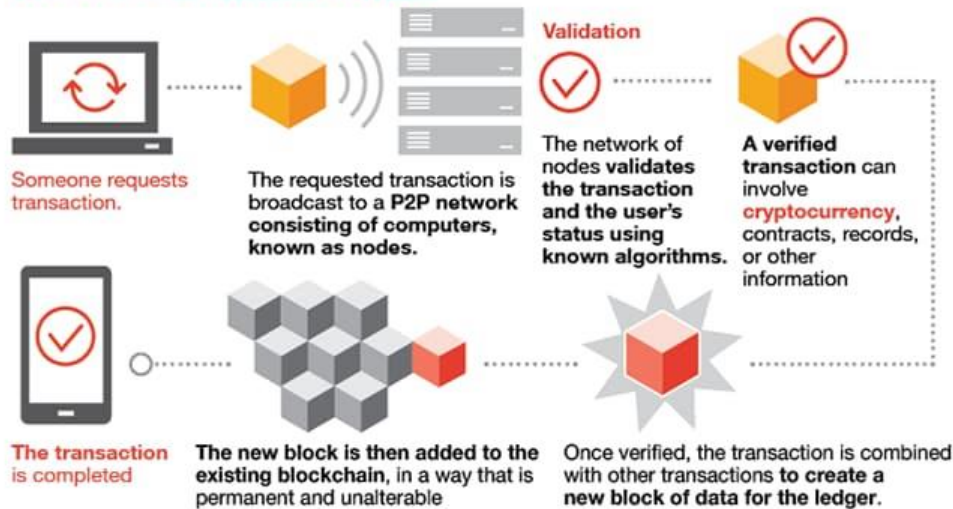 Someone requests
transaction.
The requested transaction is
broadcast to a P2P network
consisting of computers,
known as nodes.
Validation
The network of
nodes validates
the transaction
and the user's
status using
known algorithms.
A verified
transaction can
involve
cryptocurrency,
contracts, records,
or other
information
Once verified, the transaction is combined
with other transactions to create a
new block of data for the ledger.
The new block is then added to the
existing blockchain, in a way that is
permanent and unalterable
The transaction
is completed